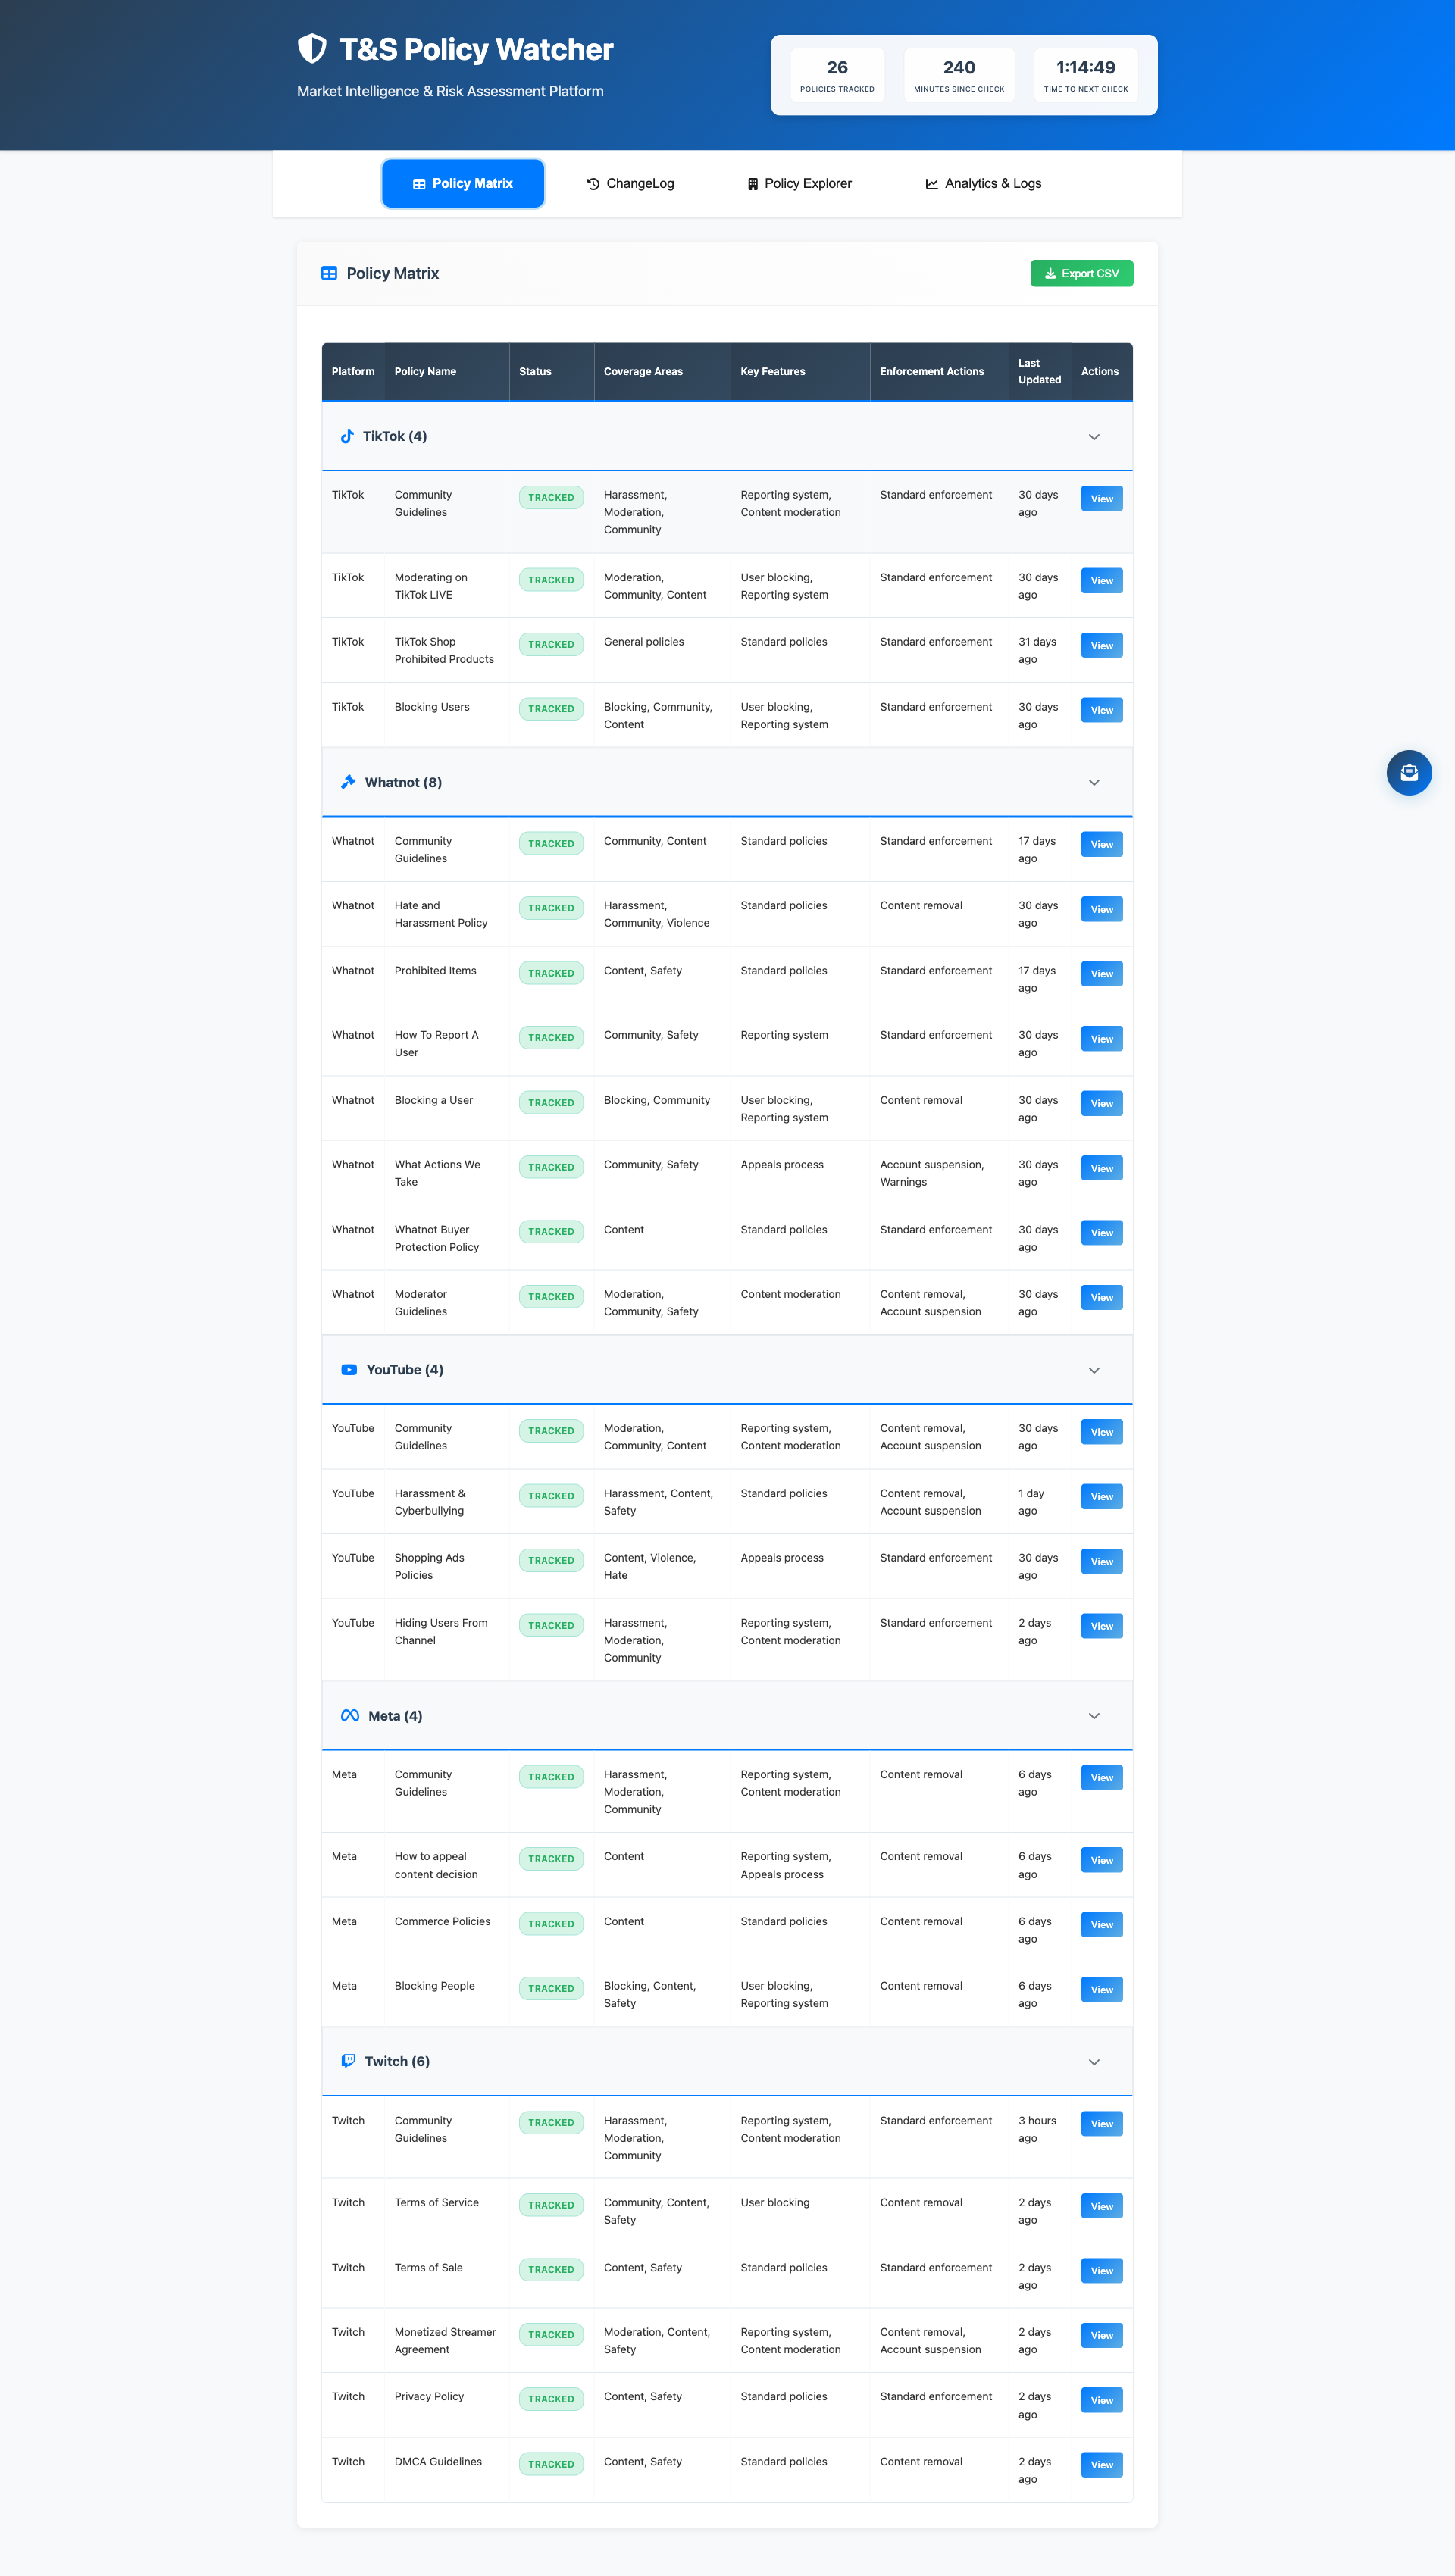 T&S Policy Watcher
Market Intelligence & Risk Assessment Platform
26
POLICIES TRACKED
240
MINUTES SINCE CHECK
1:14:49
TIME TO NEXT CHECK
Policy Matrix
ChangeLog
Policy Explorer
Analytics & Logs
Policy Matrix
Export CSV
Platform
Policy Name
Status
Coverage Areas
Key Features
Enforcement Actions
Last
Updated
Actions
TikTok (4)
TikTok
Community
Guidelines
TRACKED
Harassment,
Moderation,
Community
Reporting system,
Content moderation
Standard enforcement
30 days
ago
View
TikTok
Moderating on
TikTok LIVE
TRACKED
Moderation,
Community, Content
User blocking,
Reporting system
Standard enforcement
30 days
ago
View
TikTok
TikTok Shop
Prohibited Products
TRACKED
General policies
Standard policies
Standard enforcement
31 days
ago
View
TikTok
Blocking Users
TRACKED
Blocking, Community,
Content
User blocking,
Reporting system
Standard enforcement
30 days
ago
View
Whatnot (8)
Whatnot
Community
Guidelines
TRACKED
Community, Content
Standard policies
Standard enforcement
17 days
ago
View
Whatnot
Hate and
Harassment Policy
TRACKED
Harassment,
Community, Violence
Standard policies
Content removal
30 days
ago
View
Whatnot
Prohibited Items
TRACKED
Content, Safety
Standard policies
Standard enforcement
17 days
ago
View
Whatnot
How To Report A
User
TRACKED
Community, Safety
Reporting system
Standard enforcement
30 days
ago
View
Whatnot
Blocking a User
TRACKED
Blocking, Community
User blocking,
Reporting system
Content removal
30 days
ago
View
Whatnot
What Actions We
Take
TRACKED
Community, Safety
Appeals process
Account suspension,
Warnings
30 days
ago
View
Whatnot
Whatnot Buyer
Protection Policy
TRACKED
Content
Standard policies
Standard enforcement
30 days
ago
View
Whatnot
Moderator
Guidelines
TRACKED
Moderation,
Community, Safety
Content moderation
Content removal,
Account suspension
30 days
ago
View
YouTube (4)
YouTube
Community
Guidelines
TRACKED
Moderation,
Community, Content
Reporting system,
Content moderation
Content removal,
Account suspension
30 days
ago
View
YouTube
Harassment &
Cyberbullying
TRACKED
Harassment, Content,
Safety
Standard policies
Content removal,
Account suspension
1 day
ago
View
YouTube
Shopping Ads
Policies
TRACKED
Content, Violence,
Hate
Appeals process
Standard enforcement
30 days
ago
View
YouTube
Hiding Users From
Channel
TRACKED
Harassment,
Moderation,
Community
Reporting system,
Content moderation
Standard enforcement
2 days
ago
View
Meta (4)
Meta
Community
Guidelines
TRACKED
Harassment,
Moderation,
Community
Reporting system,
Content moderation
Content removal
6 days
ago
View
Meta
How to appeal
content decision
TRACKED
Content
Reporting system,
Appeals process
Content removal
6 days
ago
View
Meta
Commerce Policies
TRACKED
Content
Standard policies
Content removal
6 days
ago
View
Meta
Blocking People
TRACKED
Blocking, Content,
Safety
User blocking,
Reporting system
Content removal
6 days
ago
View
Twitch (6)
Twitch
Community
Guidelines
TRACKED
Harassment,
Moderation,
Community
Reporting system,
Content moderation
Standard enforcement
3 hours
ago
View
Twitch
Terms of Service
TRACKED
Community, Content,
Safety
User blocking
Content removal
2 days
ago
View
Twitch
Terms of Sale
TRACKED
Content, Safety
Standard policies
Standard enforcement
2 days
ago
View
Twitch
Monetized Streamer
Agreement
TRACKED
Moderation, Content,
Safety
Reporting system,
Content moderation
Content removal,
Account suspension
2 days
ago
View
Twitch
Privacy Policy
TRACKED
Content, Safety
Standard policies
Standard enforcement
2 days
ago
View
Twitch
DMCA Guidelines
TRACKED
Content, Safety
Standard policies
Content removal
2 days
ago
View